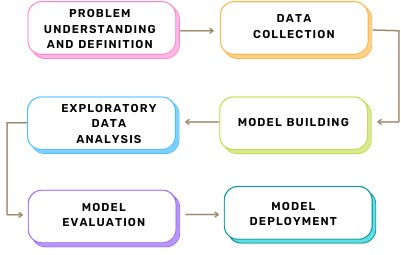 PROBLEM
UNDERSTANDING
AND DEFINITION
DATA
COLLECTION
MODEL BUILDING
EXPLORATORY
DATA
ANALYSIS
MODEL
EVALUATION
MODEL
DEPLOYMENT